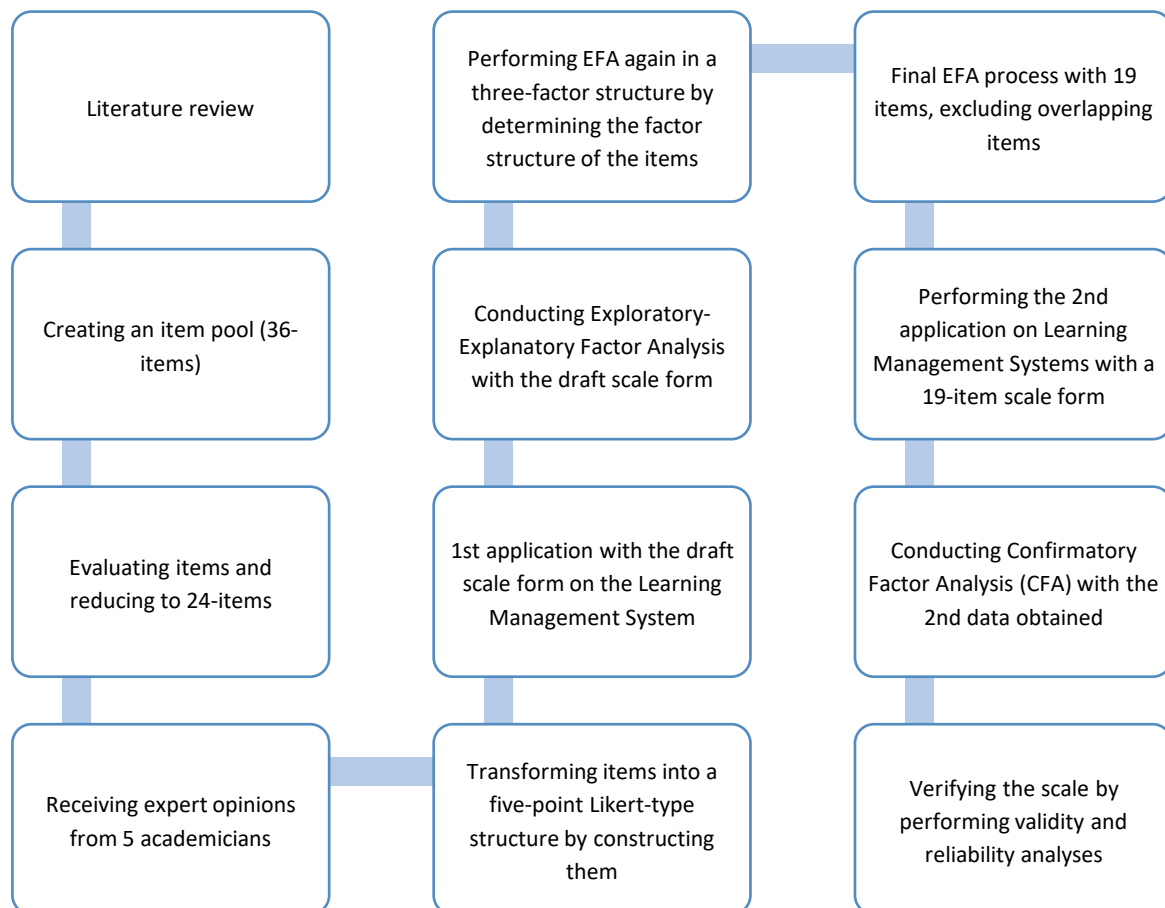 Literature review
Creating an item pool (36-
items)
Evaluating items and
reducing to 24-items
Receiving expert opinions
from 5 academicians
Transforming items into a
five-point Likert-type
structure by constructing
them
1st application with the draft
scale form on the Learning
Management System
Conducting Exploratory-
Explanatory Factor Analysis
with the draft scale form
Performing EFA again in a
three-factor structure by
determining the factor
structure of the items
Final EFA process with 19
items, excluding overlapping
items
Performing the 2nd
application on Learning
Management Systems with a
19-item scale form
Conducting Confirmatory
Factor Analysis (CFA) with the
2nd data obtained
Verifying the scale by
performing validity and
reliability analyses